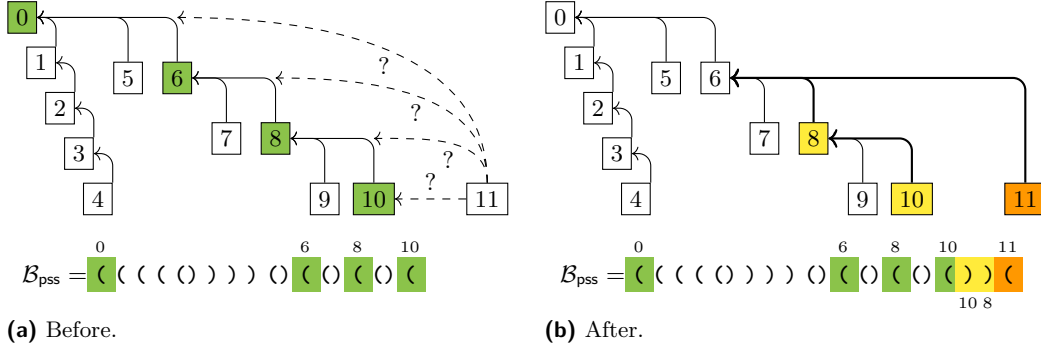 0 0
? 
1 5 6 1 5 6
?
2 7 8 2 7 8
?
3 3
?
4 9 10 11 4 9 10 11
0 6 8 10 0 6 8 10 11
ℬpss = ( ( ( ( ( ) ) ) ) ( ) ( ( ) ( ( ) ( ℬpss = ( ( ( ( ( ) ) ) ) ( ) ( ( ) ( ( ) ( ) ) (
10 8
(a) Before. (b) After.